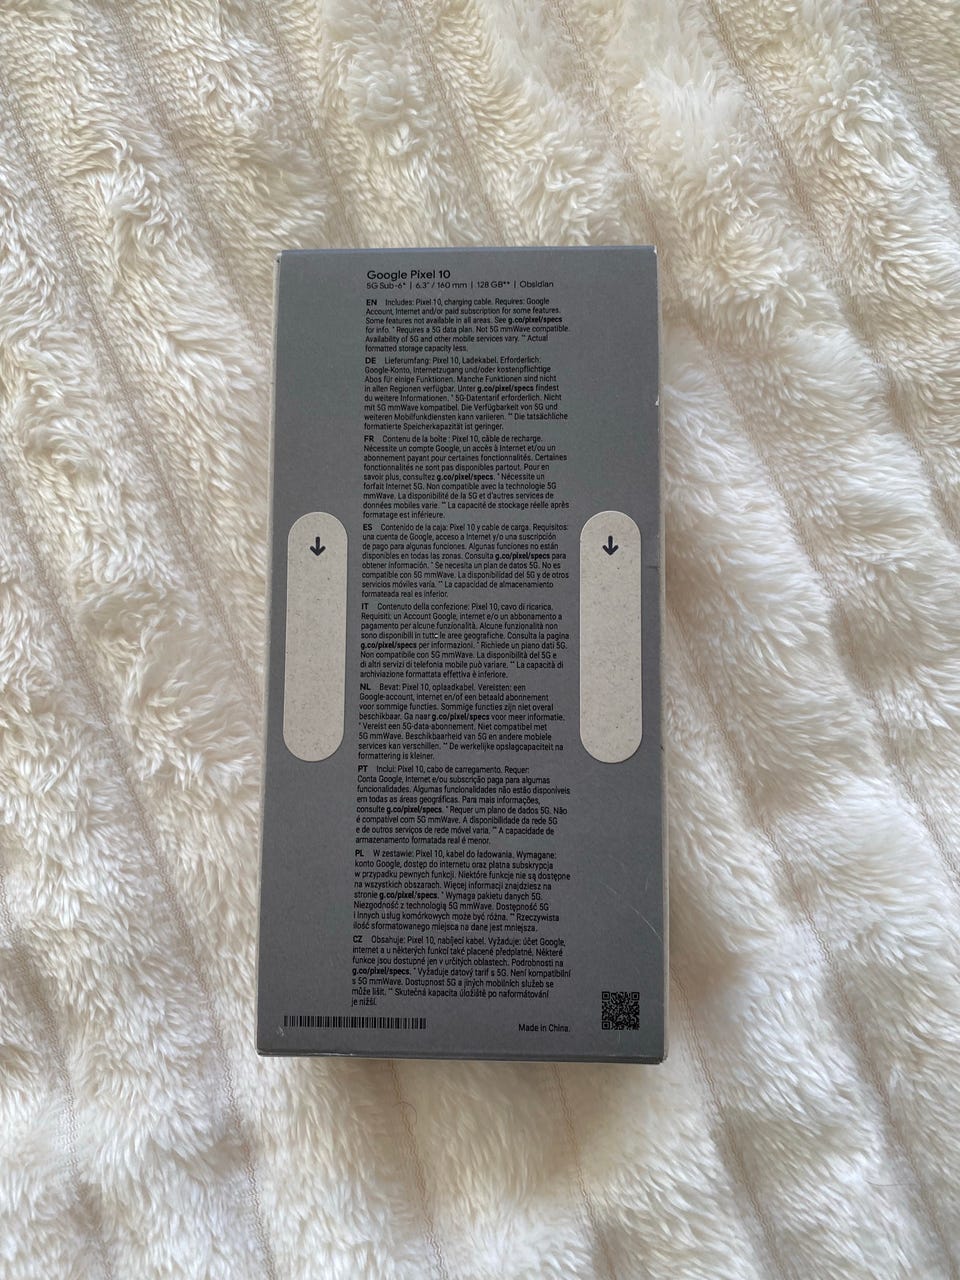 Google Pixel 10
5G Sub-6* | 6.3" / 160 mm | 128 GB** | Obsidian
EN Includes: Pixel 10, charging cable. Requires: Google
Account, Internet and/or paid subscription for some features.
Some features not available in all areas. See g.co/pixel/specs
for info. * Requires a 5G data plan. Not 5G mmWave compatible.
Availability of 5G and other mobile services vary. ** Actual
formatted storage capacity less.
DE Lieferumfang: Pixel 10, Ladekabel. Erforderlich:
Google-Konto, Internetzugang und/oder kostenpflichtige
Abos für einige Funktionen. Manche Funktionen sind nicht
in allen Regionen verfügbar. Unter g.co/pixel/specs findest
du weitere Informationen. * 5G-Datentarif erforderlich. Nicht
mit 5G mmWave kompatibel. Die Verfügbarkeit von 5G und
weiteren Mobilfunkdiensten kann variieren. ** Die tatsächliche
formatierte Speicherkapazität ist geringer.
FR Contenu de la boîte : Pixel 10, câble de recharge.
Nécessite un compte Google, un accès à Internet et/ou un
abonnement payant pour certaines fonctionnalités. Certaines
fonctionnalités ne sont pas disponibles partout. Pour en
savoir plus, consultez g.co/pixel/specs. * Nécessite un
forfait Internet 5G. Non compatible avec la technologie 5G
mmWave. La disponibilité de la 5G et d'autres services de
données mobiles varie. ** La capacité de stockage réelle après
formatage est inférieure.
ES Contenido de la caja: Pixel 10 y cable de carga. Requisitos:
una cuenta de Google, acceso a Internet y/o una suscripción
de pago para algunas funciones. Algunas funciones no están
disponibles en todas las zonas. Consulta g.co/pixel/specs para
obtener información. * Se necesita un plan de datos 5G. No es
compatible con 5G mmWave. La disponibilidad del 5G y de otros
servicios móviles varía. ** La capacidad de almacenamiento
formateada real es inferior.
IT Contenuto della confezione: Pixel 10, cavo di ricarica.
Requisiti: un Account Google, internet e/o un abbonamento a
pagamento per alcune funzionalità. Alcune funzionalità non
sono disponibili in tutte le aree geografiche. Consulta la pagina
g.co/pixel/specs per informazioni. * Richiede un piano dati 5G.
Non compatibile con 5G mmWave. La disponibilità del 5G e
di altri servizi di telefonia mobile può variare. ** La capacità di
archiviazione formattata effettiva è inferiore.
NL Bevat: Pixel 10, oplaadkabel. Vereisten: een
Google-account, internet en/of een betaald abonnement
voor sommige functies. Sommige functies zijn niet overal
beschikbaar. Ga naar g.co/pixel/specs voor meer informatie.
* Vereist een 5G-data-abonnement. Niet compatibel met
5G mmWave. Beschikbaarheid van 5G en andere mobiele
services kan verschillen. ** De werkelijke opslagcapaciteit na
formattering is kleiner.
PT Inclui: Pixel 10, cabo de carregamento. Requer:
Conta Google, Internet e/ou subscrição paga para algumas
funcionalidades. Algumas funcionalidades não estão disponíveis
em todas as áreas geográficas. Para mais informações,
consulte g.co/pixel/specs. * Requer um plano de dados 5G. Não
é compatível com 5G mmWave. A disponibilidade da rede 5G
e de outros serviços de rede móvel varia. ** A capacidade de
armazenamento formatada real é menor.
PL W zestawie: Pixel 10, kabel do ładowania. Wymagane:
konto Google, dostęp do internetu oraz płatna subskrypcja
w przypadku pewnych funkcji. Niektóre funkcje nie są dostępne
na wszystkich obszarach. Więcej informacji znajdziesz na
stronie g.co/pixel/specs. * Wymaga pakietu danych 5G.
Niezgodność z technologią 5G mmWave. Dostępność 5G
i innych usług komórkowych może być różna. ** Rzeczywista
ilość sformatowanego miejsca na dane jest mniejsza.
CZ Obsahuje: Pixel 10, nabíjecí kabel. Vyžaduje: účet Google,
internet a u některých funkcí také placené předplatné. Některé
funkce jsou dostupné jen v určitých oblastech. Podrobnosti na
g.co/pixel/specs. * Vyžaduje datový tarif s 5G. Není kompatibilní
s 5G mmWave. Dostupnost 5G a jiných mobilních služeb se
může lišit. ** Skutečná kapacita úložiště po naformátování
je nižší.
Made in China.